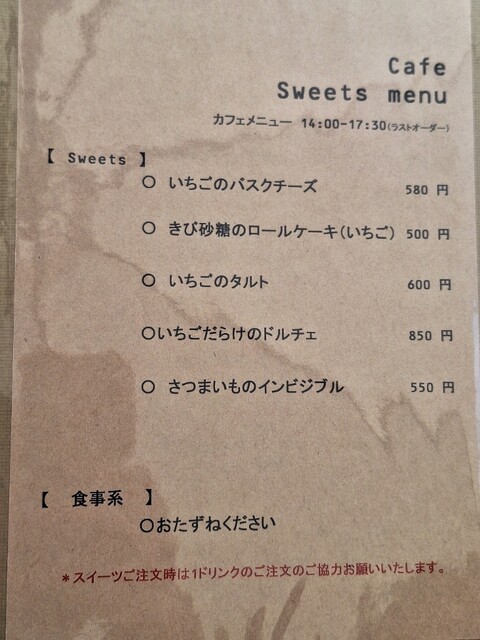 Cafe
Sweets menu
カフェメニュー 14:00-17:30(ラストオーダー)
【 Sweets 】
〇 いちごのバスクチーズ 580 円
〇 きび砂糖のロールケーキ(いちご) 500 円
〇 いちごのタルト 600 円
〇いちごだらけのドルチェ 850 円
〇 さつまいものインビジブル 550 円
【 食事系 】
〇おたずねください
＊スイーツご注文時は1ドリンクのご注文のご協力お願いいたします。